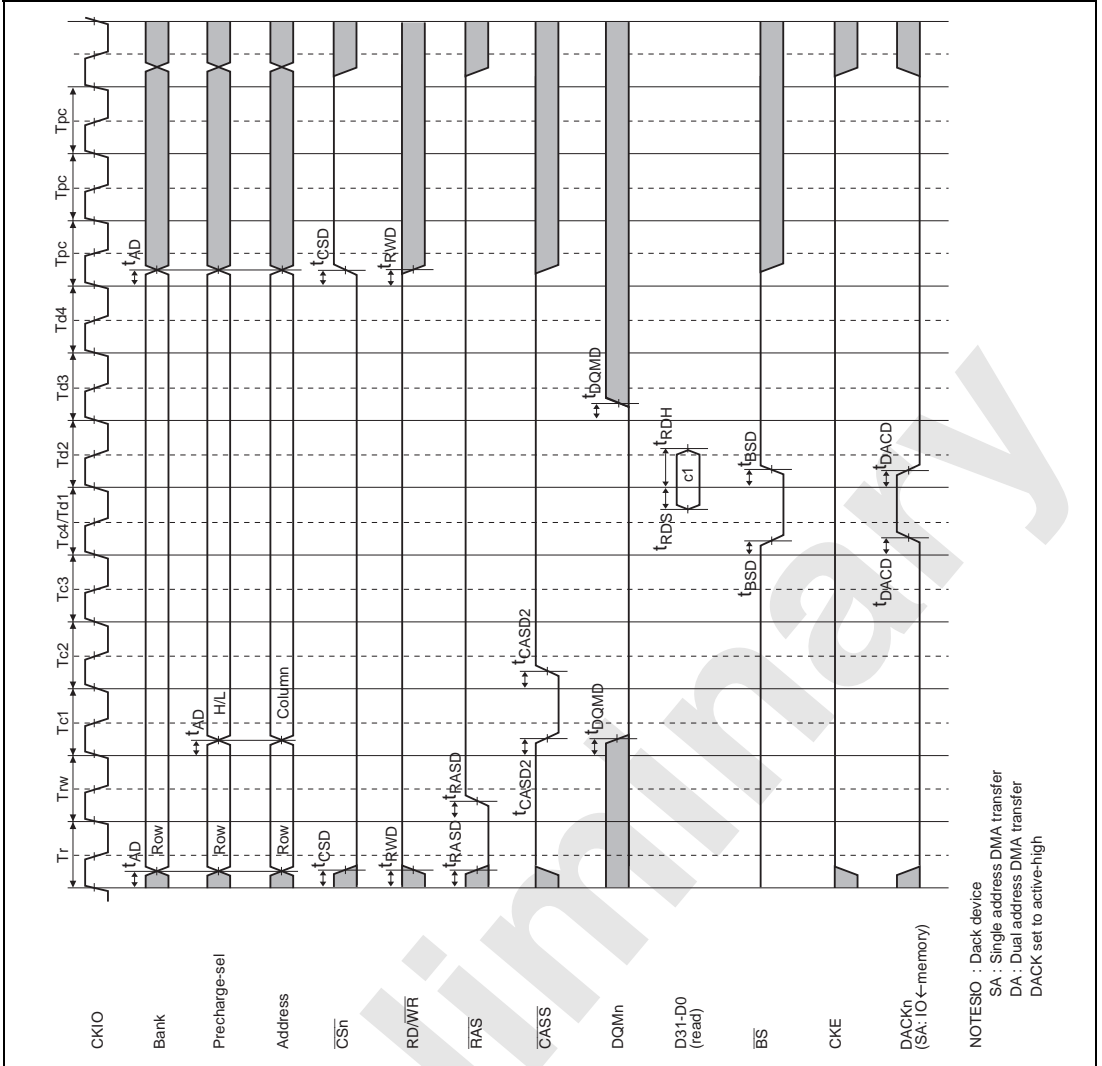 Tr Trw Tc1 Tc2 Tc3 Tc4/Td1 Td2 Td3 Td4 Tpc Tpc Tpc
CKIO
Bank tAD Row tAD
Precharge-sel Row tAD H/L
Address Row Column
CSn tCSD tCSD
RD/WR tRWD tRWD
RAS tRASD tRASD
CASS tCASD2 tCASD2
DQMn tDQMD tDQMD
D31-D0
(read) tRDS c1 tRDH
BS tBSD tBSD
CKE
DACKn
(SA: IO←memory) tDACD tDACD
NOTESIO : Dack device
SA : Single address DMA transfer
DA : Dual address DMA transfer
DACK set to active-high